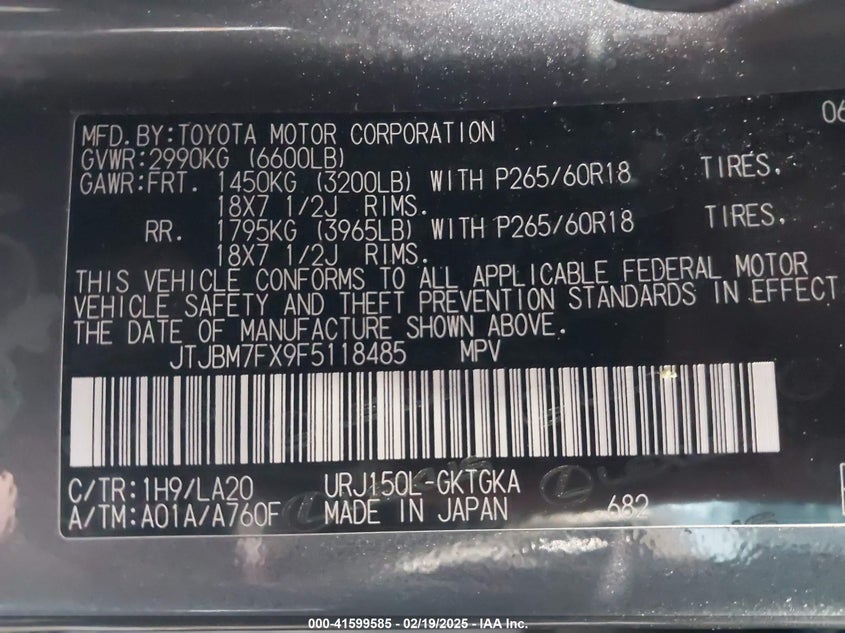 06
MFD.BY:TOYOTA MOTOR CORPORATION
GVWR:2990KG (6600LB)
GAWR:FRT. 1450KG (3200LB) WITH P265/60R18 TIRES.
18X7 1/2J RIMS.
RR. 1795KG (3965LB) WITH P265/60R18 TIRES.
18X7 1/2J RIMS.
THIS VEHICLE CONFORMS TO ALL APPLICABLE FEDERAL MOTOR
VEHICLE SAFETY AND THEFT PREVENTION STANDARDS IN EFFECT
THE DATE OF MANUFACTURE SHOWN ABOVE.
JTJBM7FX9F5118485 MPV
C/TR:1H9/LA20 URJ150L-GKTGKA
A/TM:A01A/A760F MADE IN JAPAN 682
LEXUS
000-41599585 - 02/19/2025 - IAA Inc.